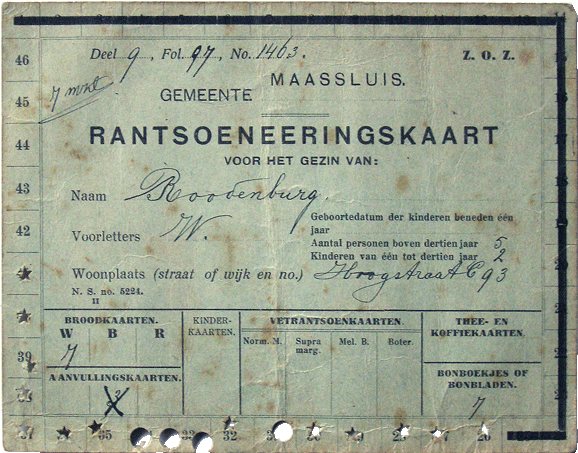 Deel 9, Fol. 97, No. 1463.
Z. O. Z.
7 mnl
GEMEENTE MAASSLUIS.
RANTSOENEERINGSKAART
VOOR HET GEZIN VAN:
Naam Roodenburg.
Voorletters W.
Geboortedatum der kinderen beneden één
jaar
Aantal personen boven dertien jaar 5
Kinderen van één tot dertien jaar 2
Woonplaats (straat of wijk en no.) Hoogstraat C 93
N. S. no. 5224.
II
BROODKAARTEN.
W B R
7
AANVULLINGSKAARTEN.
KINDER-
KAARTEN.
VETRANTSOENKAARTEN.
Norm. M. Supra marg. Mel. B. Boter.
THEE- EN
KOFFIEKAARTEN.
BONBOEKJES OF
BONBLADEN.
7
46
45
44
43
42
39
35
32